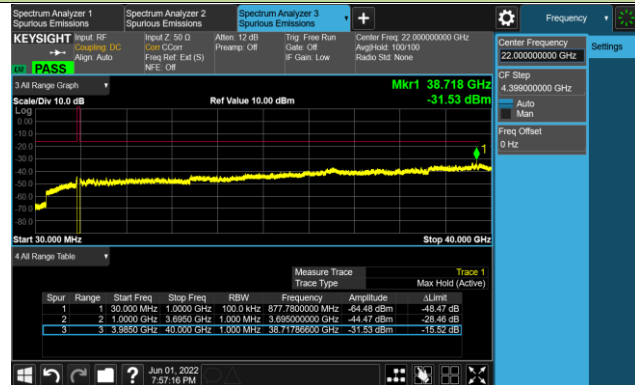 Spectrum Analyzer 1
Spurious Emissions
Spectrum Analyzer 2
Spurious Emissions
Spectrum Analyzer 3
Spurious Emissions
Frequency
KEYSIGHT
Input: RF
Coupling: DC
Align: Auto
Input Z: 50 Ω
Corr CCorr
Freq Ref: Ext (S)
NFE: Off
Atten: 12 dB
Preamp: Off
Trig: Free Run
Gate: Off
IF Gain: Low
Center Freq: 22.000000000 GHz
Avg|Hold: 100/100
Radio Std: None
PASS
Center Frequency
22.000000000 GHz
Settings
CF Step
4.399000000 GHz
Auto
Man
Freq Offset
0 Hz
3 All Range Graph
Mkr1 38.718 GHz
-31.53 dBm
Scale/Div 10.0 dB
Ref Value 10.00 dBm
Log
0.00
-10.0
-20.0
-30.0
-40.0
-50.0
-60.0
-70.0
-80.0
1
Start 30.000 MHz
Stop 40.000 GHz
4 All Range Table
Measure Trace Trace 1
Trace Type Max Hold (Active)
Spur Range Start Freq Stop Freq RBW Frequency Amplitude ΔLimit
1 1 30.000 MHz 1.0000 GHz 100.0 kHz 877.7800000 MHz -64.48 dBm -48.47 dB
2 2 1.0000 GHz 3.6950 GHz 1.000 MHz 3.695000000 GHz -44.47 dBm -28.46 dB
3 3 3.9850 GHz 40.000 GHz 1.000 MHz 38.71786600 GHz -31.53 dBm -15.52 dB
Jun 01, 2022
7:57:16 PM